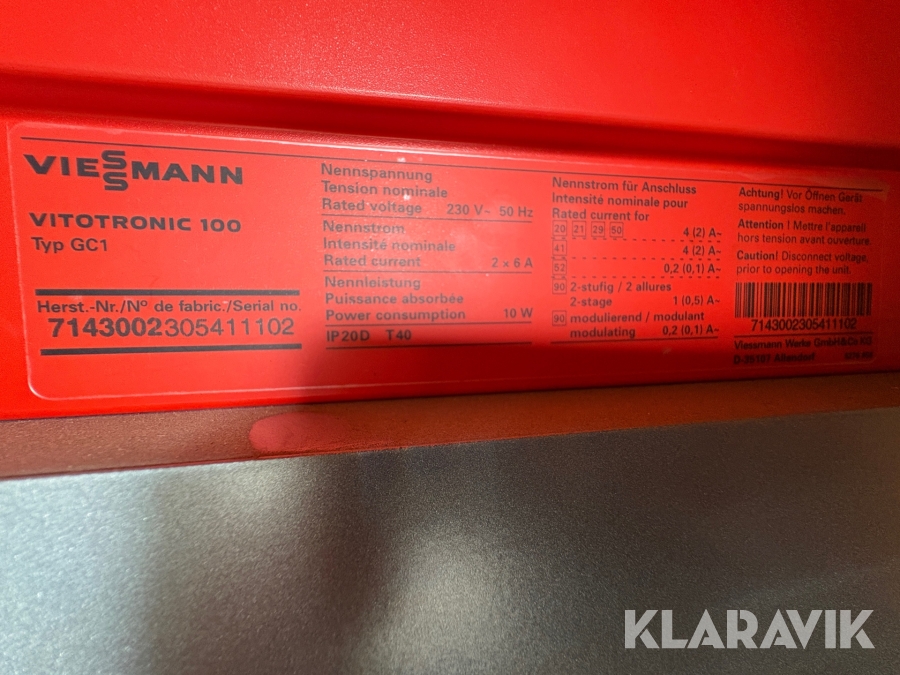 VIESSMANN
VITOTRONIC 100
Typ GC1
Herst.-Nr./Nº de fabric./Serial no.
7143002305411102
Nennspannung
Tension nominale
Rated voltage 230 V~ 50 Hz
Nennstrom
Intensité nominale
Rated current 2 x 6 A
Nennleistung
Puissance absorbée
Power consumption 10 W
IP20D T40
Nennstrom für Anschluss
Intensité nominale pour
Rated current for
20 21 29 50 4 (2) A~
41 4 (2) A~
52 0,2 (0,1) A~
90 2-stufig / 2 allures
2-stage 1 (0,5) A~
90 modulierend / modulant
modulating 0,2 (0,1) A~
Achtung! Vor Öffnen Gerät
spannungslos machen.
Attention ! Mettre l'appareil
hors tension avant ouverture.
Caution! Disconnect voltage,
prior to opening the unit.
7143002305411102
Viessmann Werke GmbH&Co KG
D-35107 Allendorf
KLARAVIK